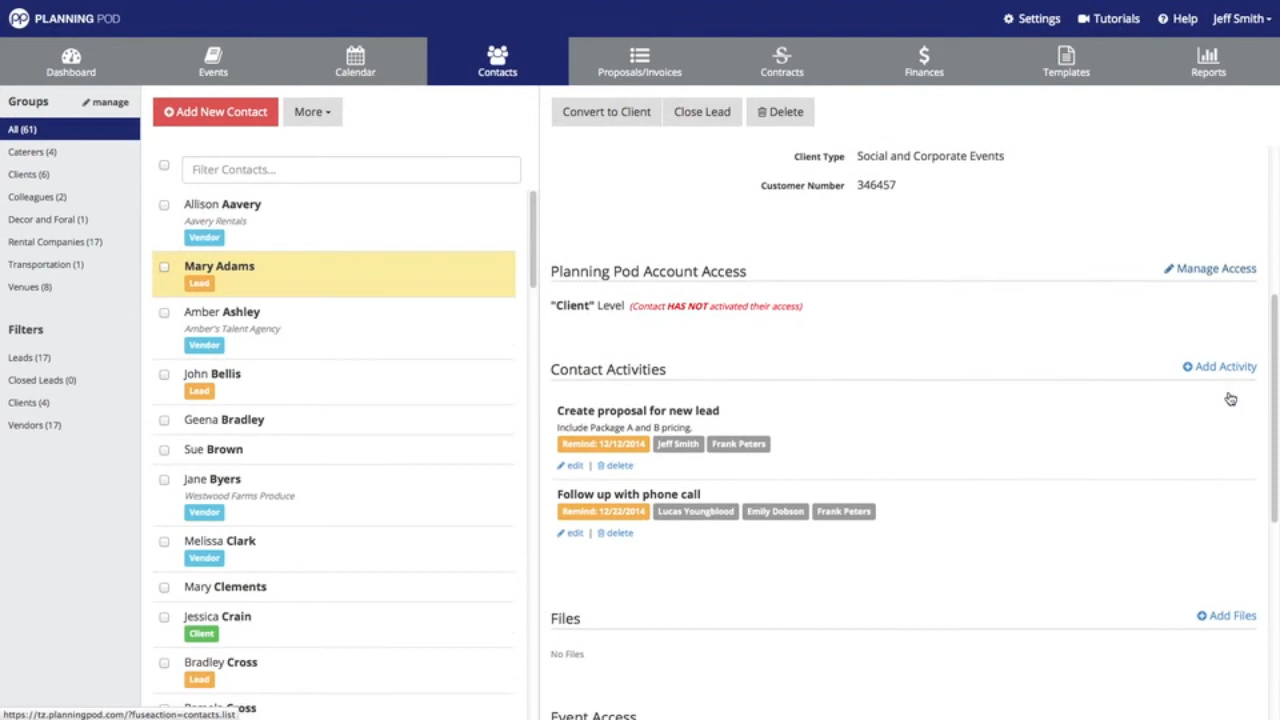 pp PLANNING POD
Settings Tutorials Help Jeff Smith
Dashboard Events Calendar Contacts Proposals/Invoices Contracts Finances Templates Reports
Groups manage
All (61)
Caterers (4)
Clients (6)
Colleagues (2)
Decor and Foral (1)
Rental Companies (17)
Transportation (1)
Venues (8)
Filters
Leads (17)
Closed Leads (0)
Clients (4)
Vendors (17)
Add New Contact More
Filter Contacts...
Allison Aavery
Aavery Rentals
Vendor
Mary Adams
Lead
Amber Ashley
Amber's Talent Agency
Vendor
John Bellis
Lead
Geena Bradley
Sue Brown
Jane Byers
Westwood Farms Produce
Vendor
Melissa Clark
Vendor
Mary Clements
Jessica Crain
Client
Bradley Cross
Lead
Cross
https://tz.planningpod.com/?fuseaction=contacts.list
Convert to Client Close Lead Delete
Client Type Social and Corporate Events
Customer Number 346457
Planning Pod Account Access Manage Access
"Client" Level (Contact HAS NOT activated their access)
Contact Activities Add Activity
Create proposal for new lead
Include Package A and B pricing.
Remind: 12/12/2014 Jeff Smith Frank Peters
edit | delete
Follow up with phone call
Remind: 12/22/2014 Lucas Youngblood Emily Dobson Frank Peters
edit | delete
Files Add Files
No Files
Event Access